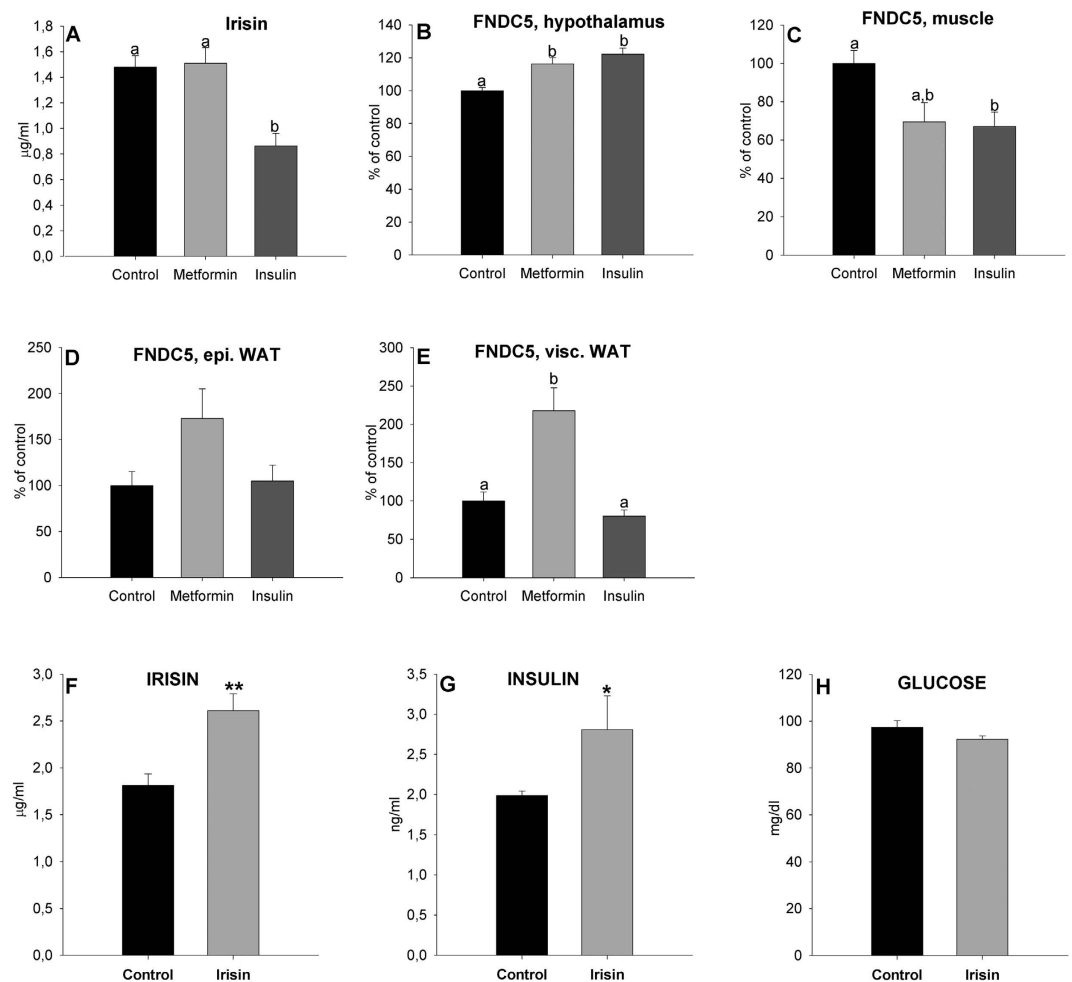 A
Irisin
1,8
1,6
1,4
1,2
1,0
0,8
0,6
0,4
0,2
0,0
µg/ml
a
a
b
Control Metformin Insulin
B
FNDC5, hypothalamus
140
120
100
80
60
40
20
0
% of control
a
b
b
Control Metformin Insulin
C
FNDC5, muscle
120
100
80
60
40
20
0
% of control
a
a,b
b
Control Metformin Insulin
D
FNDC5, epi. WAT
250
200
150
100
50
0
% of control
Control Metformin Insulin
E
FNDC5, visc. WAT
300
250
200
150
100
50
0
% of control
a
b
a
Control Metformin Insulin
F
IRISIN
3,0
2,5
2,0
1,5
1,0
0,5
0,0
µg/ml
**
Control Irisin
G
INSULIN
3,5
3,0
2,5
2,0
1,5
1,0
0,5
0,0
ng/ml
*
Control Irisin
H
GLUCOSE
120
100
80
60
40
20
0
mg/dl
Control Irisin